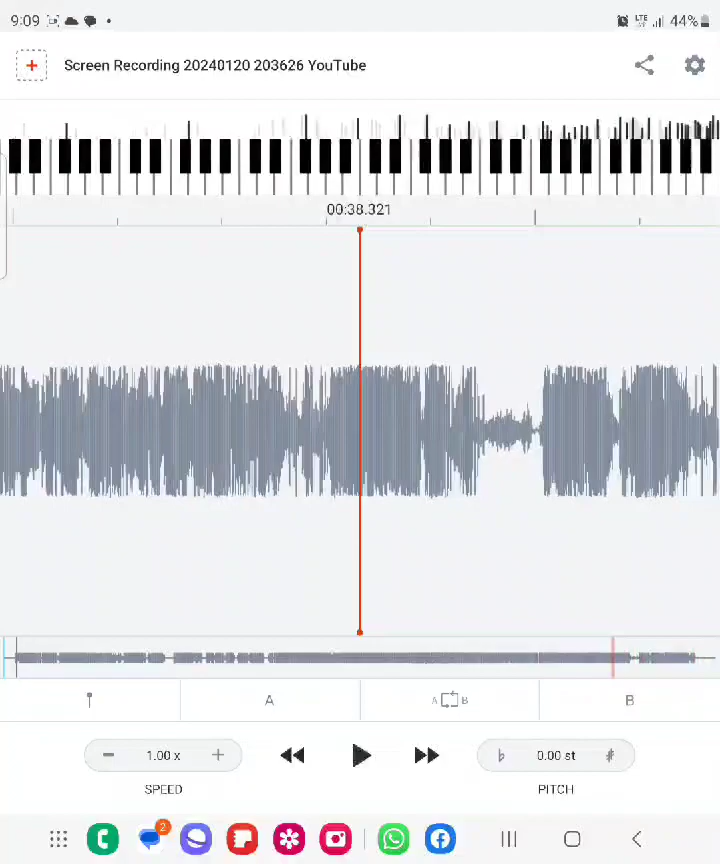 9:09 LTE 44%
Screen Recording 20240120 203626 YouTube
00:38.321
A A B B
1.00 x 0.00 st
SPEED PITCH
2